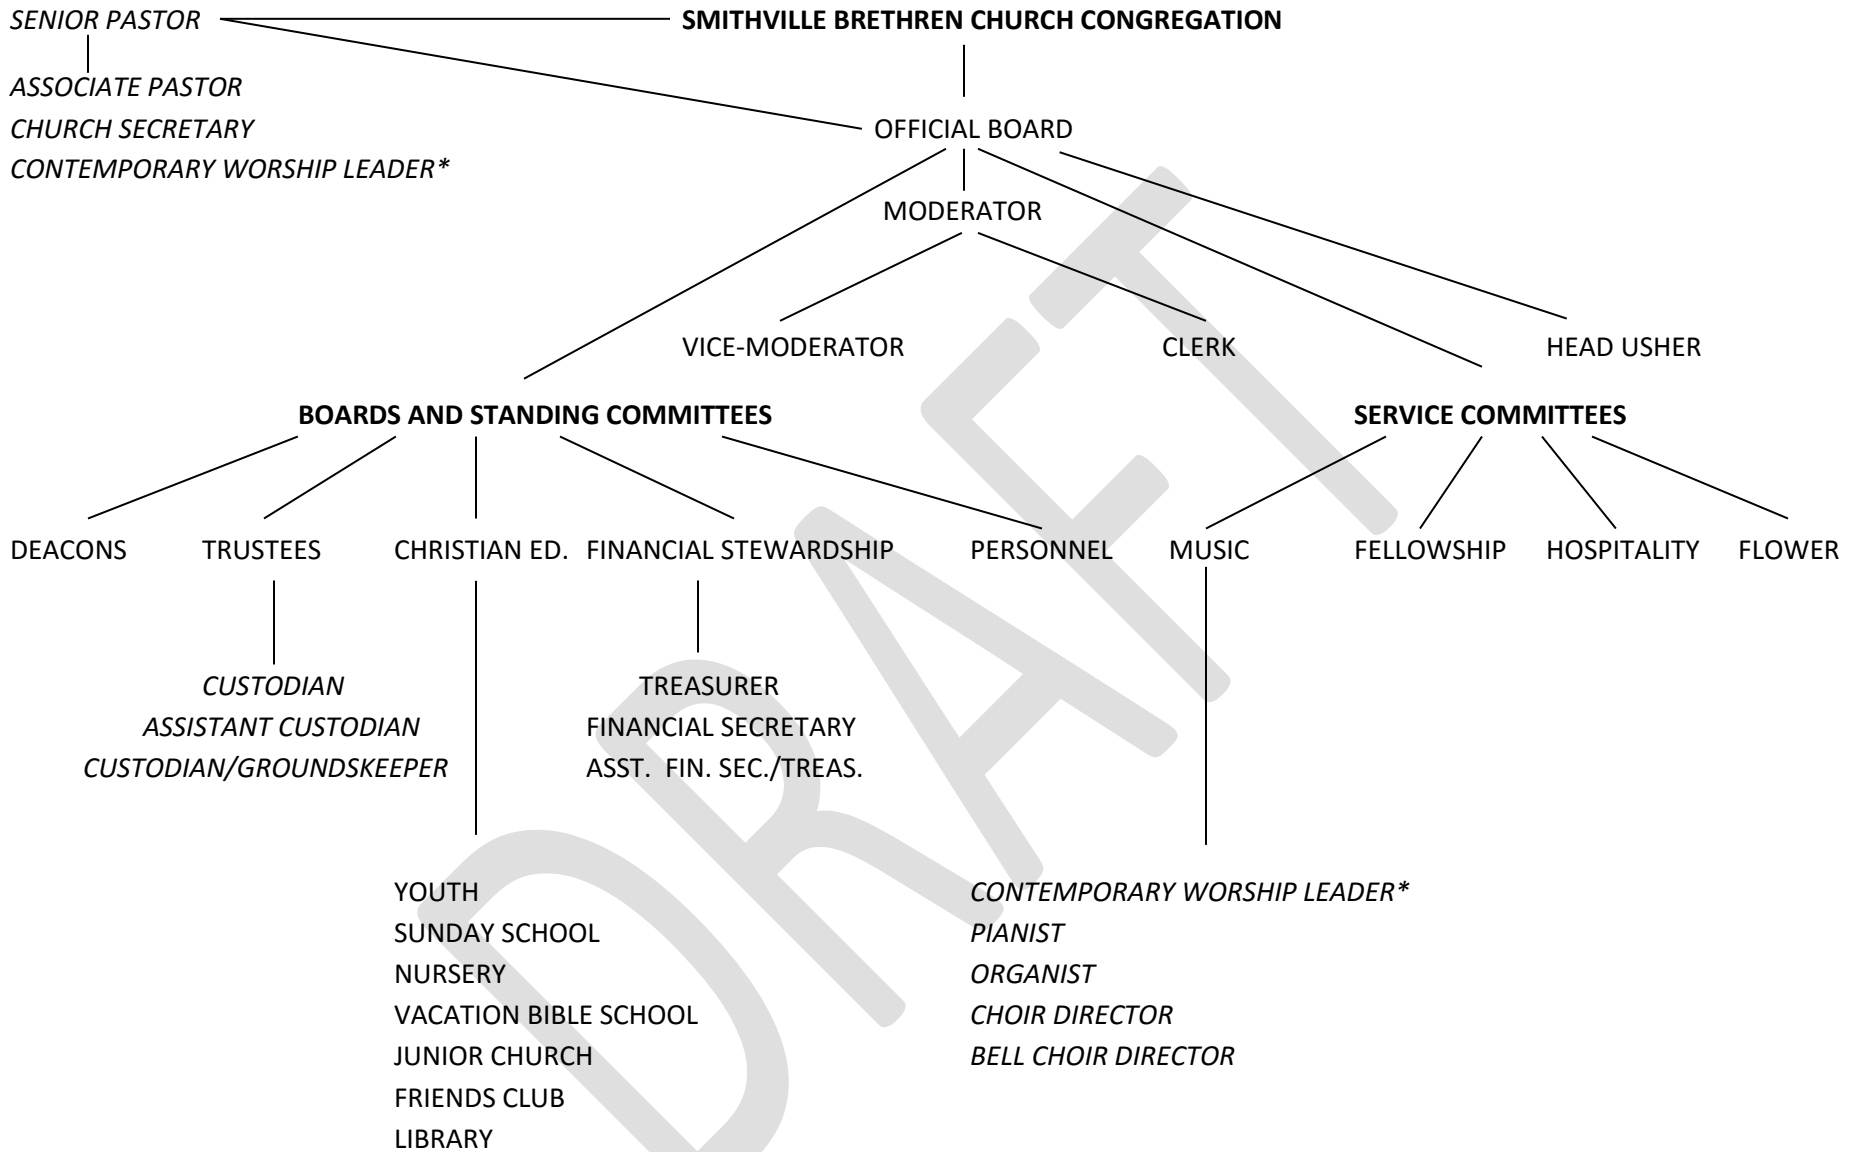 SENIOR PASTOR SMITHVILLE BRETHREN CHURCH CONGREGATION
ASSOCIATE PASTOR
CHURCH SECRETARY OFFICIAL BOARD
CONTEMPORARY WORSHIP LEADER*
MODERATOR
VICE-MODERATOR CLERK HEAD USHER
BOARDS AND STANDING COMMITTEES SERVICE COMMITTEES
DEACONS TRUSTEES CHRISTIAN ED. FINANCIAL STEWARDSHIP PERSONNEL MUSIC FELLOWSHIP HOSPITALITY FLOWER
CUSTODIAN TREASURER
ASSISTANT CUSTODIAN FINANCIAL SECRETARY
CUSTODIAN/GROUNDSKEEPER ASST. FIN. SEC./TREAS.
YOUTH CONTEMPORARY WORSHIP LEADER*
SUNDAY SCHOOL PIANIST
NURSERY ORGANIST
VACATION BIBLE SCHOOL CHOIR DIRECTOR
JUNIOR CHURCH BELL CHOIR DIRECTOR
FRIENDS CLUB
LIBRARY
DRAFT